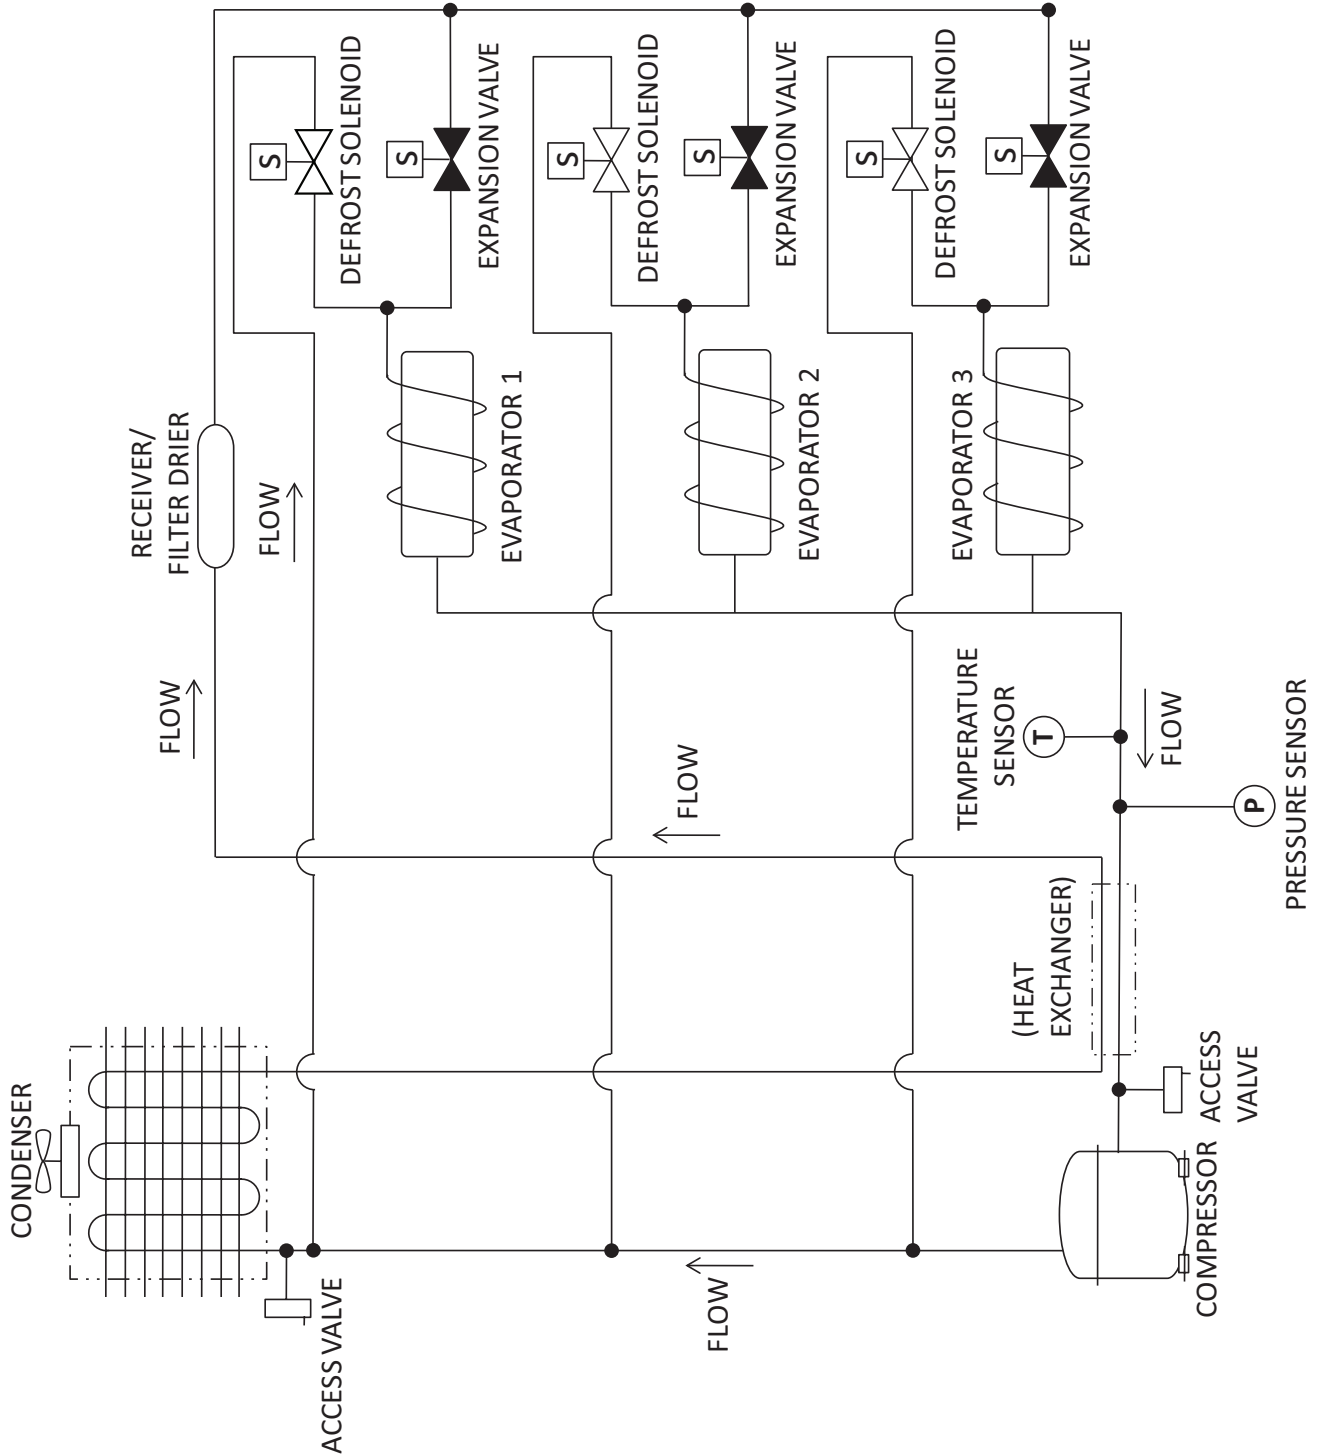 CONDENSER
ACCESS VALVE
RECEIVER/
FILTER DRIER
FLOW
FLOW
S
DEFROST SOLENOID
S
EXPANSION VALVE
EVAPORATOR 1
S
DEFROST SOLENOID
S
EXPANSION VALVE
EVAPORATOR 2
S
DEFROST SOLENOID
S
EXPANSION VALVE
EVAPORATOR 3
FLOW
FLOW
TEMPERATURE
SENSOR
T
FLOW
P
PRESSURE SENSOR
(HEAT
EXCHANGER)
ACCESS
VALVE
COMPRESSOR